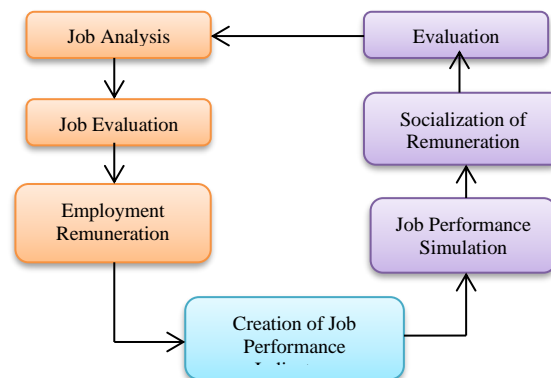 Job Analysis
Job Evaluation
Employment
Remuneration
Creation of Job
Performance
Job Performance
Simulation
Socialization of
Remuneration
Evaluation